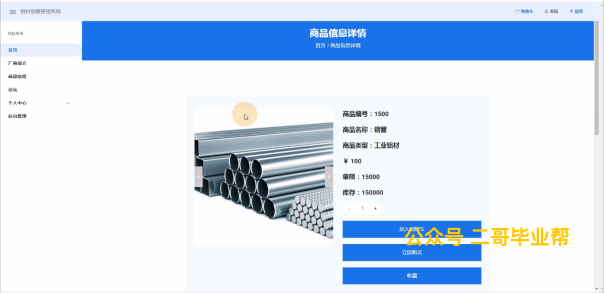 钢材销售管理系统
购物车
客服
登录
商品信息详情
首页 / 商品信息详情
导航菜单
首页
厂商简介
商品信息
论坛
个人中心
后台管理
商品编号：1500
商品名称：钢管
商品类型：工业铝材
￥ 100
单限：15000
库存：150000
- 1 +
加入购物车
公众号 二哥毕业帮
立即购买
收藏